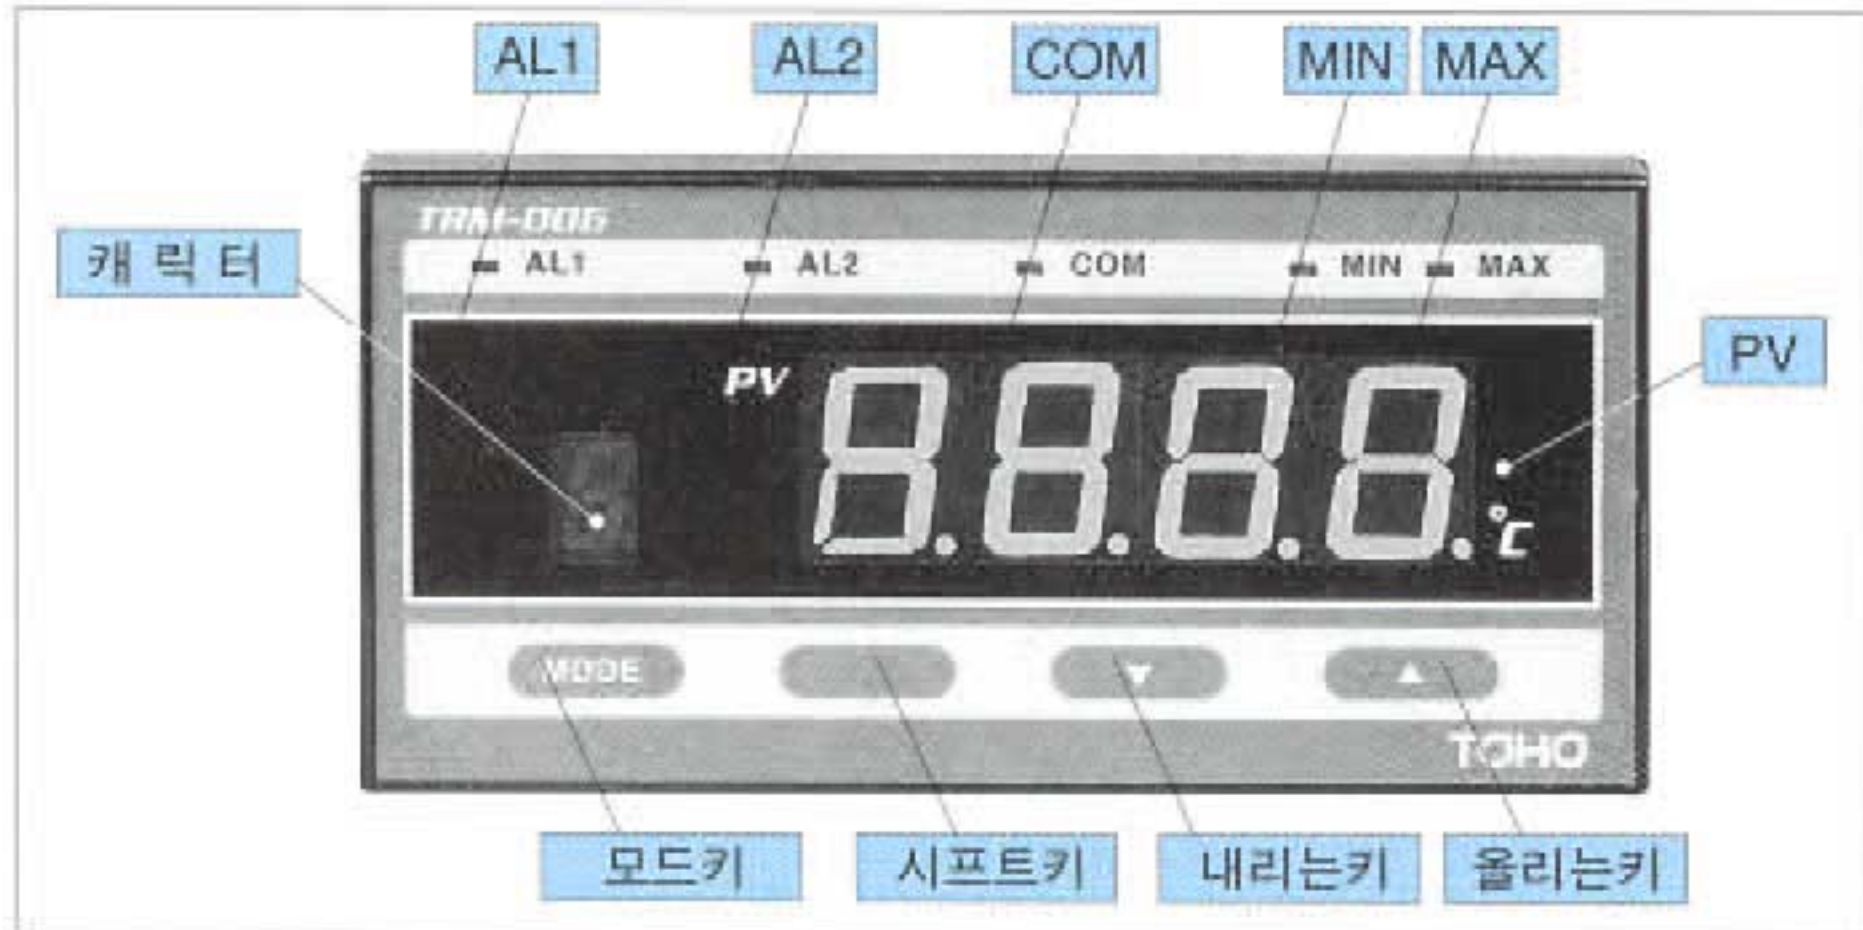 AL1 AL2 COM MIN MAX
TRM-006
AL1 AL2 COM MIN MAX
캐릭터
PV
PV
8.8.8.8.
°C
MODE ▼ ▲
TOHO
모드키 시프트키 내리는키 올리는키